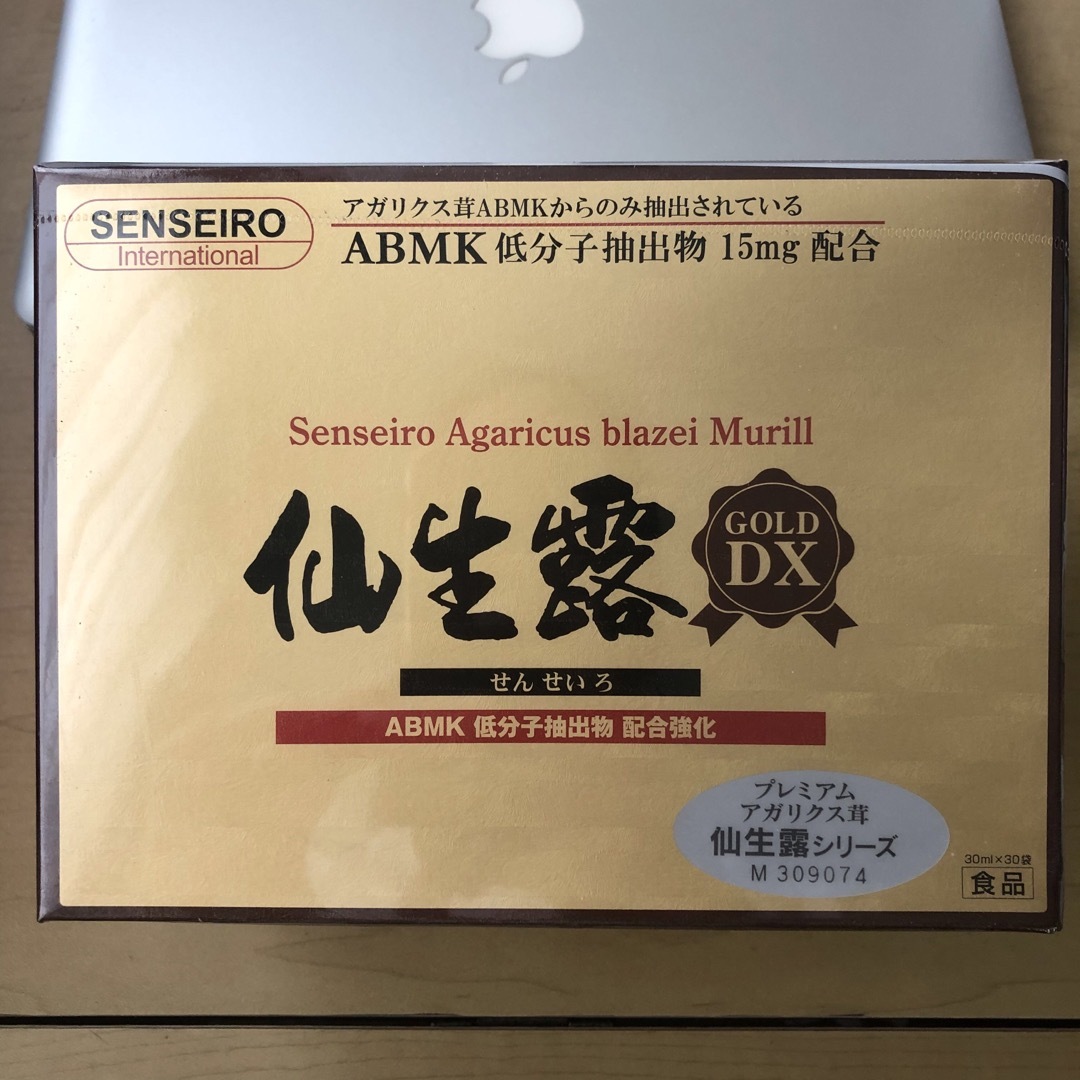 SENSEIRO
International
アガリクス茸ABMKからのみ抽出されている
ABMK 低分子抽出物 15mg 配合
Senseiro Agaricus blazei Murill
仙生露
GOLD
DX
せんせいろ
ABMK 低分子抽出物 配合強化
プレミアム
アガリクス茸
仙生露シリーズ
M 309074
30ml×30袋
食品